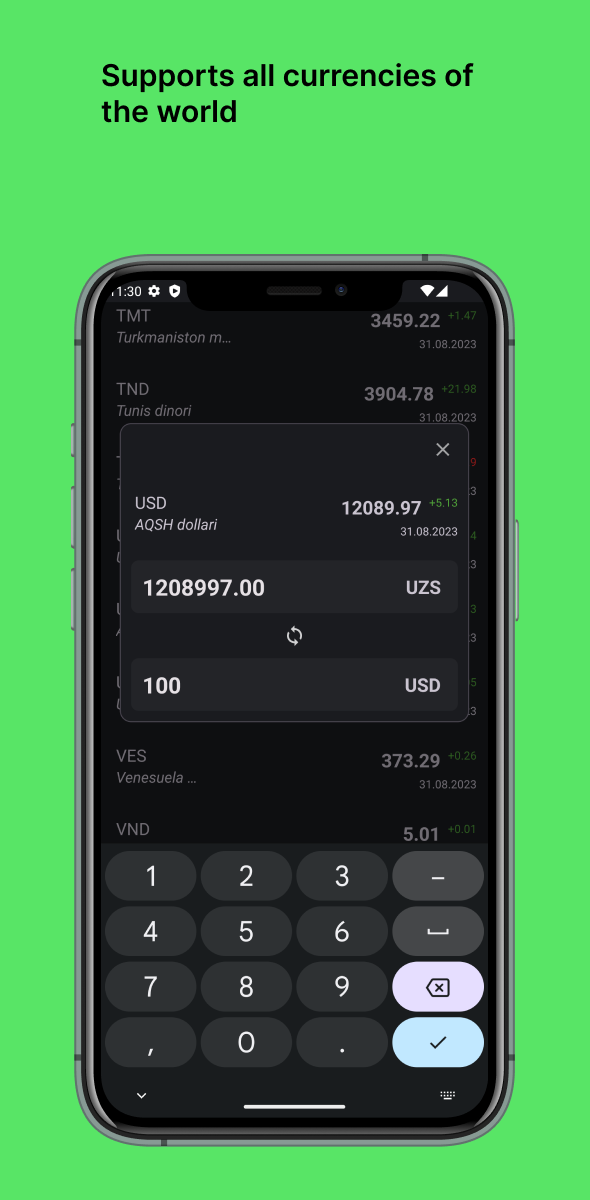 Supports all currencies of
the world
11:30
TMT 3459.22 +1.47
Turkmaniston m... 31.08.2023
TND 3904.78 +21.98
Tunis dinori 31.08.2023
USD 12089.97 +5.13
AQSH dollari 31.08.2023
1208997.00 UZS
100 USD
VES 373.29 +0.26
Venesuela ... 31.08.2023
VND 5.01 +0.01
1 2 3 –
4 5 6
7 8 9
, 0 .